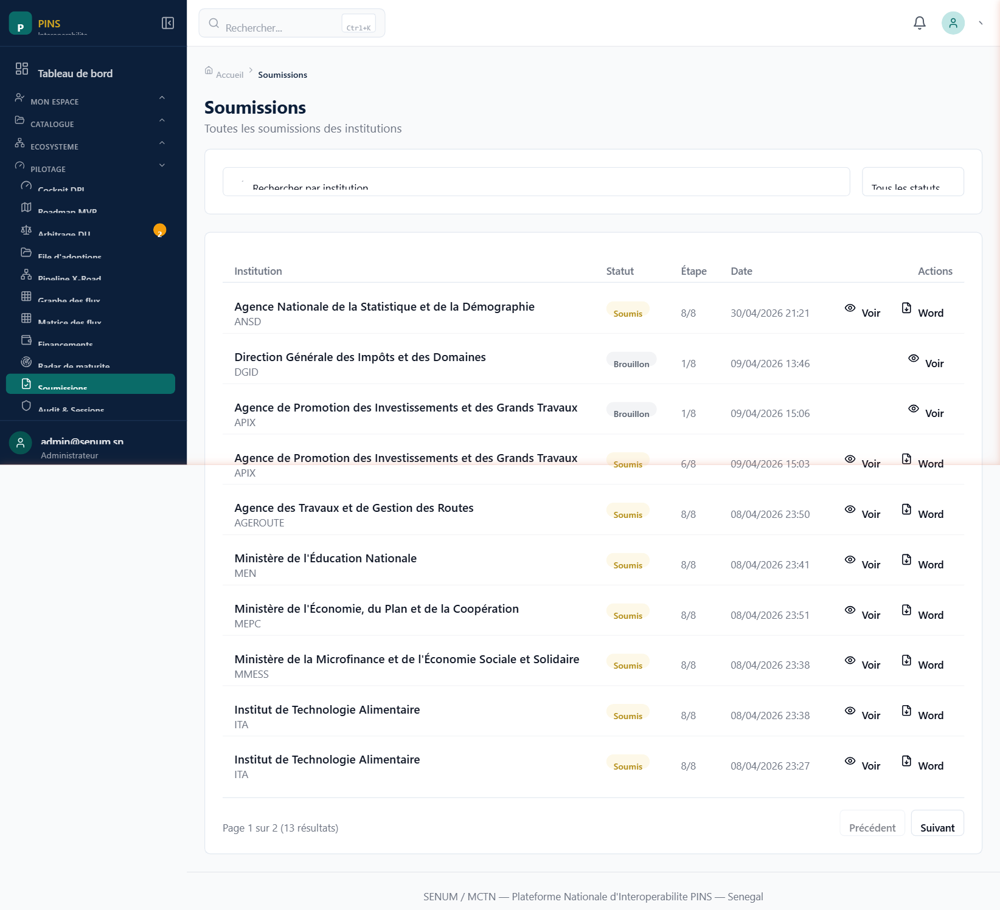 P
PINS
Interoperabilite
Rechercher...
Ctrl+K
Tableau de bord
MON ESPACE
CATALOGUE
ECOSYSTEME
PILOTAGE
Cockpit DPI
Roadmap MVP
Arbitrage DU
2
File d'adoptions
Pipeline X-Road
Graphe des flux
Matrice des flux
Financements
Radar de maturite
Soumissions
Audit & Sessions
admin@senum.sn
Administrateur
Accueil
Soumissions
Soumissions
Toutes les soumissions des institutions
Rechercher par institution
Tous les statuts
Institution Statut Étape Date Actions
Agence Nationale de la Statistique et de la Démographie
ANSD
Soumis 8/8 30/04/2026 21:21 Voir Word
Direction Générale des Impôts et des Domaines
DGID
Brouillon 1/8 09/04/2026 13:46 Voir
Agence de Promotion des Investissements et des Grands Travaux
APIX
Brouillon 1/8 09/04/2026 15:06 Voir
Agence de Promotion des Investissements et des Grands Travaux
APIX
Soumis 6/8 09/04/2026 15:03 Voir Word
Agence des Travaux et de Gestion des Routes
AGEROUTE
Soumis 8/8 08/04/2026 23:50 Voir Word
Ministère de l'Éducation Nationale
MEN
Soumis 8/8 08/04/2026 23:41 Voir Word
Ministère de l'Économie, du Plan et de la Coopération
MEPC
Soumis 8/8 08/04/2026 23:51 Voir Word
Ministère de la Microfinance et de l'Économie Sociale et Solidaire
MMESS
Soumis 8/8 08/04/2026 23:38 Voir Word
Institut de Technologie Alimentaire
ITA
Soumis 8/8 08/04/2026 23:38 Voir Word
Institut de Technologie Alimentaire
ITA
Soumis 8/8 08/04/2026 23:27 Voir Word
Page 1 sur 2 (13 résultats)
Précédent
Suivant
SENUM / MCTN — Plateforme Nationale d'Interoperabilite PINS — Senegal